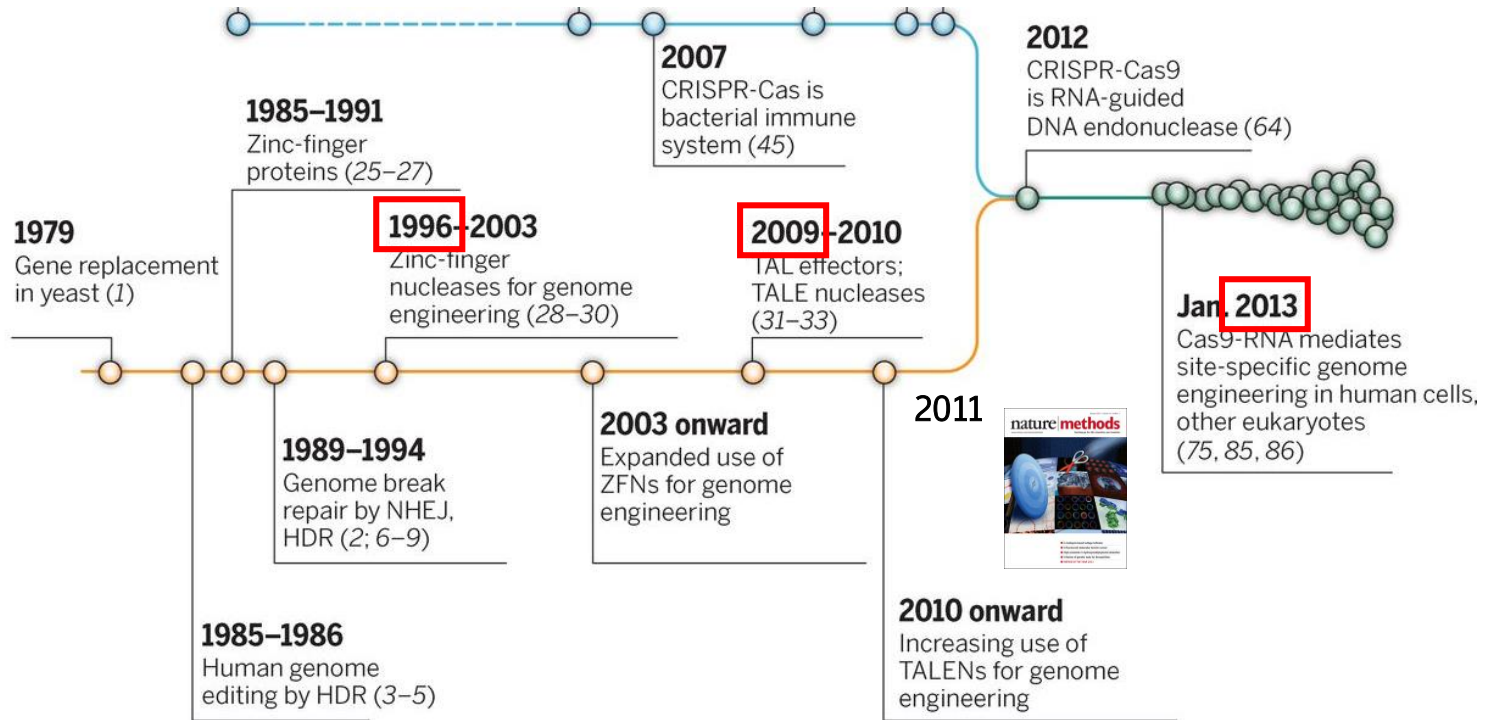 2007
CRISPR-Cas is
bacterial immune
system (45)
2012
CRISPR-Cas9
is RNA-guided
DNA endonuclease (64)
1985–1991
Zinc-finger
proteins (25–27)
1979
Gene replacement
in yeast (1)
1996–2003
Zinc-finger
nucleases for genome
engineering (28–30)
2009–2010
TAL effectors;
TALE nucleases
(31–33)
Jan. 2013
Cas9-RNA mediates
site-specific genome
engineering in human cells,
other eukaryotes
(75, 85, 86)
1989–1994
Genome break
repair by NHEJ,
HDR (2; 6–9)
2003 onward
Expanded use of
ZFNs for genome
engineering
2011
nature methods
1985–1986
Human genome
editing by HDR (3–5)
2010 onward
Increasing use of
TALENs for genome
engineering